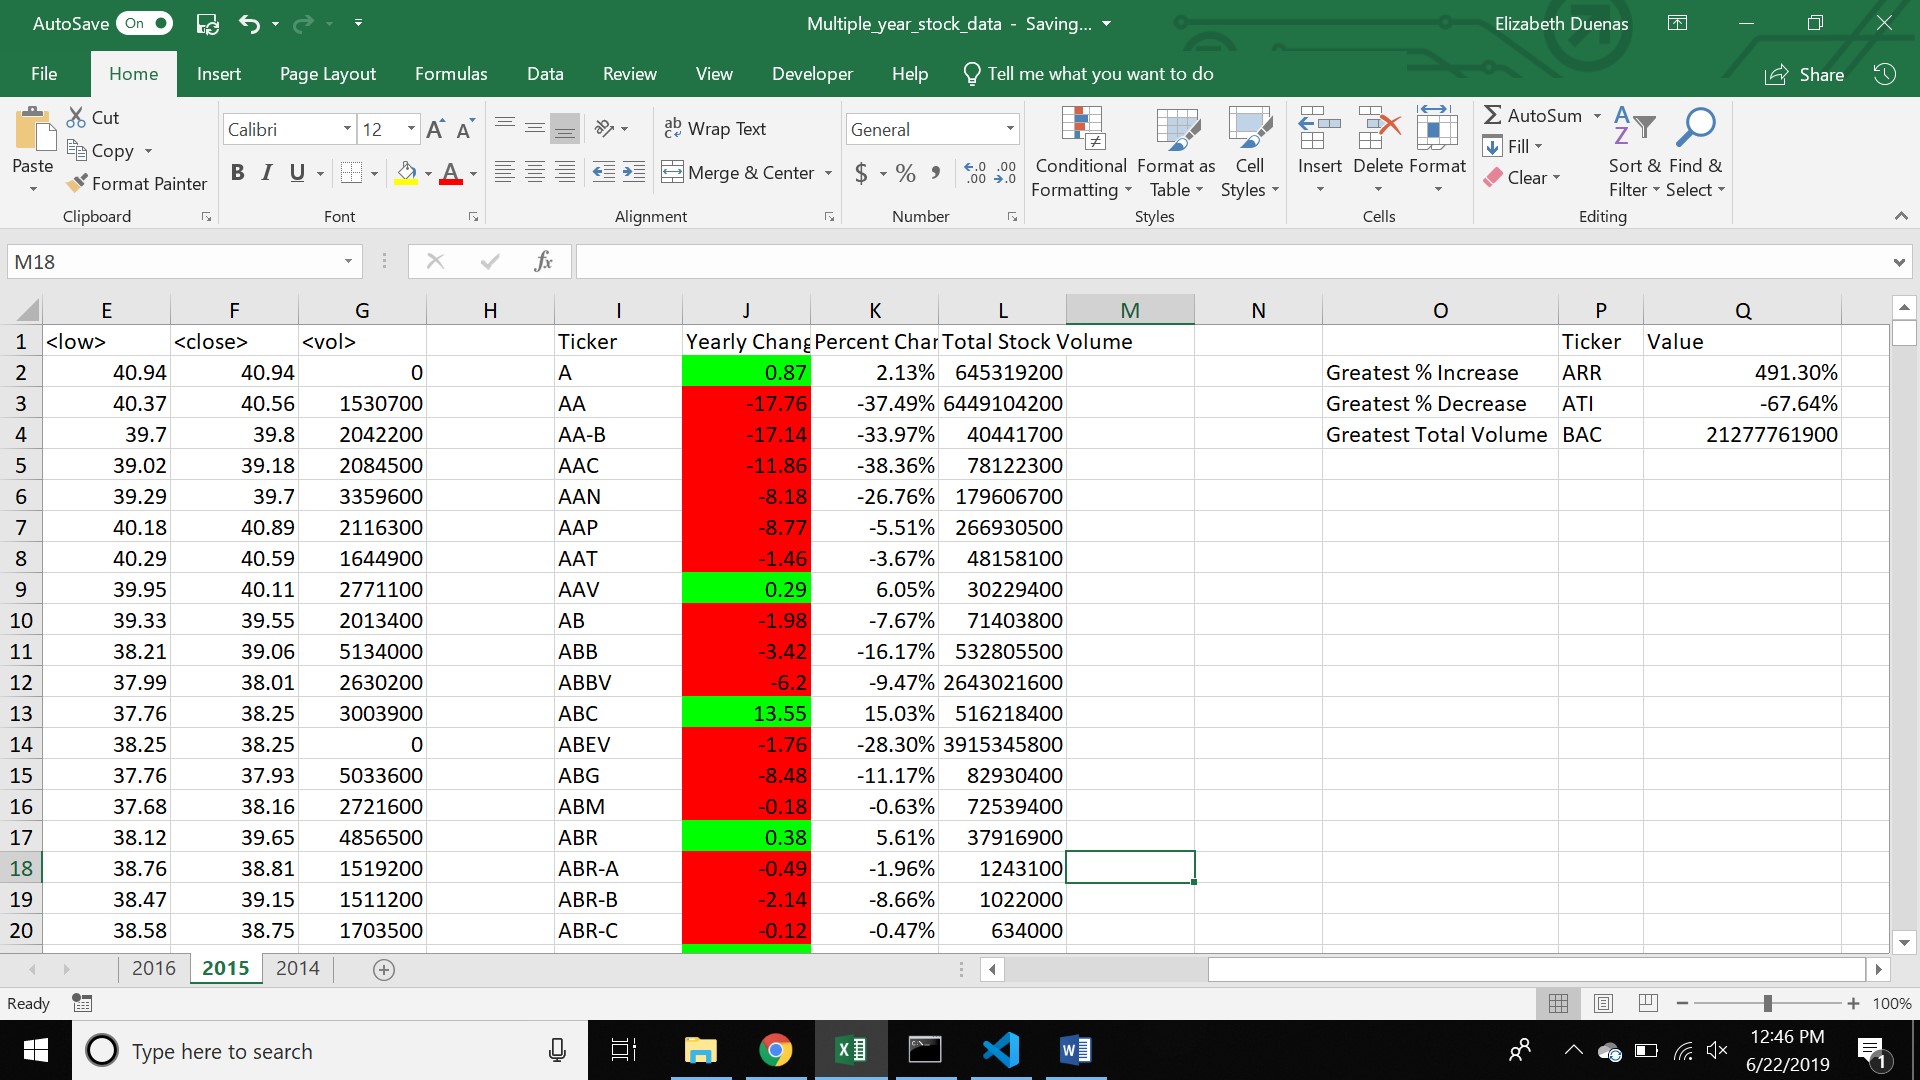 AutoSave On Multiple_year_stock_data - Saving... Elizabeth Duenas
File Home Insert Page Layout Formulas Data Review View Developer Help Tell me what you want to do Share
Paste Cut Copy Format Painter Clipboard
Calibri 12 A A B I U A Font
ab Wrap Text Merge & Center Alignment
General $ % , Number
Conditional Formatting Format as Table Cell Styles Styles
Insert Delete Format Cells
AutoSum Fill Clear Sort & Filter Find & Select Editing
M18 fx
E F G H I J K L M N O P Q
1 <low> <close> <vol> Ticker Yearly Chang Percent Char Total Stock Volume Ticker Value
2 40.94 40.94 0 A 0.87 2.13% 645319200 Greatest % Increase ARR 491.30%
3 40.37 40.56 1530700 AA -17.76 -37.49% 6449104200 Greatest % Decrease ATI -67.64%
4 39.7 39.8 2042200 AA-B -17.14 -33.97% 40441700 Greatest Total Volume BAC 21277761900
5 39.02 39.18 2084500 AAC -11.86 -38.36% 78122300
6 39.29 39.7 3359600 AAN -8.18 -26.76% 179606700
7 40.18 40.89 2116300 AAP -8.77 -5.51% 266930500
8 40.29 40.59 1644900 AAT -1.46 -3.67% 48158100
9 39.95 40.11 2771100 AAV 0.29 6.05% 30229400
10 39.33 39.55 2013400 AB -1.98 -7.67% 71403800
11 38.21 39.06 5134000 ABB -3.42 -16.17% 532805500
12 37.99 38.01 2630200 ABBV -6.2 -9.47% 2643021600
13 37.76 38.25 3003900 ABC 13.55 15.03% 516218400
14 38.25 38.25 0 ABEV -1.76 -28.30% 3915345800
15 37.76 37.93 5033600 ABG -8.48 -11.17% 82930400
16 37.68 38.16 2721600 ABM -0.18 -0.63% 72539400
17 38.12 39.65 4856500 ABR 0.38 5.61% 37916900
18 38.76 38.81 1519200 ABR-A -0.49 -1.96% 1243100
19 38.47 39.15 1511200 ABR-B -2.14 -8.66% 1022000
20 38.58 38.75 1703500 ABR-C -0.12 -0.47% 634000
2016 2015 2014
Ready 100%
Type here to search 12:46 PM
6/22/2019 1